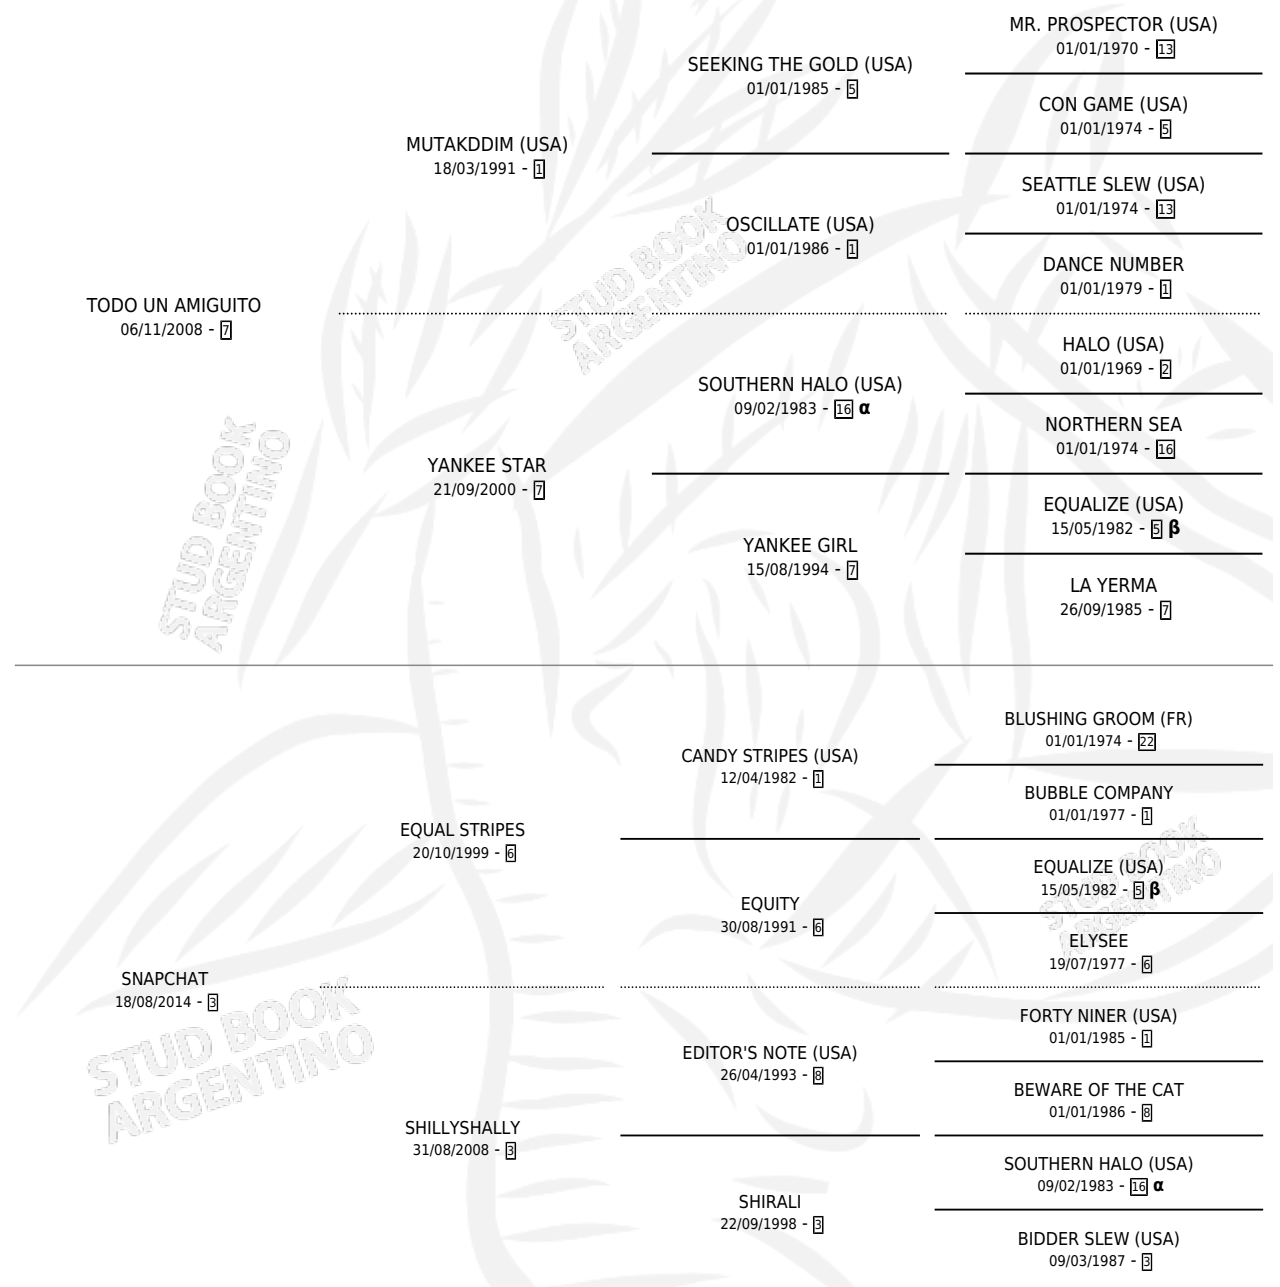 MR. PROSPECTOR (USA)
01/01/1970 - 13
SEEKING THE GOLD (USA)
01/01/1985 - 5
CON GAME (USA)
01/01/1974 - 5
MUTAKDDIM (USA)
18/03/1991 - 1
SEATTLE SLEW (USA)
01/01/1974 - 13
OSCILLATE (USA)
01/01/1986 - 1
DANCE NUMBER
01/01/1979 - 1
TODO UN AMIGUITO
06/11/2008 - 7
HALO (USA)
01/01/1969 - 2
SOUTHERN HALO (USA)
09/02/1983 - 16 α
NORTHERN SEA
01/01/1974 - 16
YANKEE STAR
21/09/2000 - 7
EQUALIZE (USA)
15/05/1982 - 5 β
YANKEE GIRL
15/08/1994 - 7
LA YERMA
26/09/1985 - 7
STUD BOOK
ARGENTINO
STUD BOOK
ARGENTINO
BLUSHING GROOM (FR)
01/01/1974 - 22
CANDY STRIPES (USA)
12/04/1982 - 1
BUBBLE COMPANY
01/01/1977 - 1
EQUAL STRIPES
20/10/1999 - 6
EQUALIZE (USA)
15/05/1982 - 5 β
EQUITY
30/08/1991 - 6
ELYSEE
19/07/1977 - 6
SNAPCHAT
18/08/2014 - 3
FORTY NINER (USA)
01/01/1985 - 1
EDITOR'S NOTE (USA)
26/04/1993 - 8
BEWARE OF THE CAT
01/01/1986 - 8
SHILLYSHALLY
31/08/2008 - 3
SOUTHERN HALO (USA)
09/02/1983 - 16 α
SHIRALI
22/09/1998 - 3
BIDDER SLEW (USA)
09/03/1987 - 3
STUD BOOK
ARGENTINO
STUD BOOK
ARGENTINO